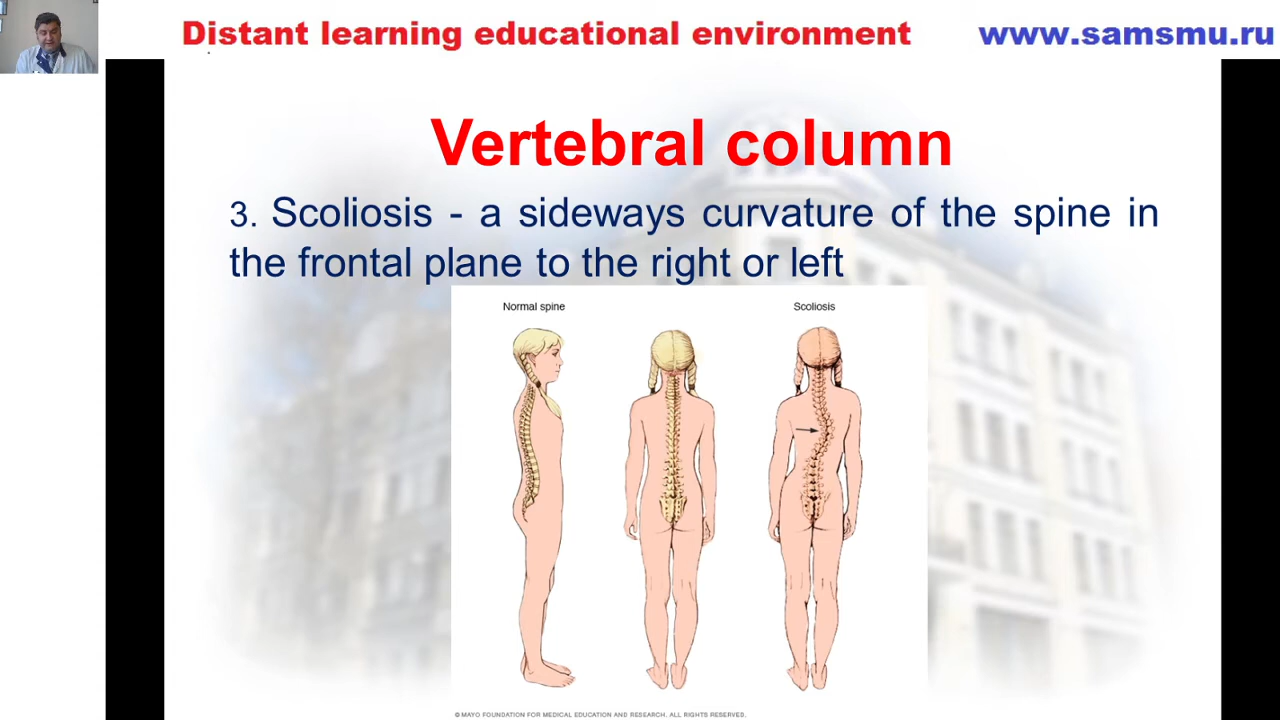 Distant learning educational environment
www.samsmu.ru
Vertebral column
3. Scoliosis - a sideways curvature of the spine in
the frontal plane to the right or left
Normal spine
Scoliosis
© MAYO FOUNDATION FOR MEDICAL EDUCATION AND RESEARCH. ALL RIGHTS RESERVED.